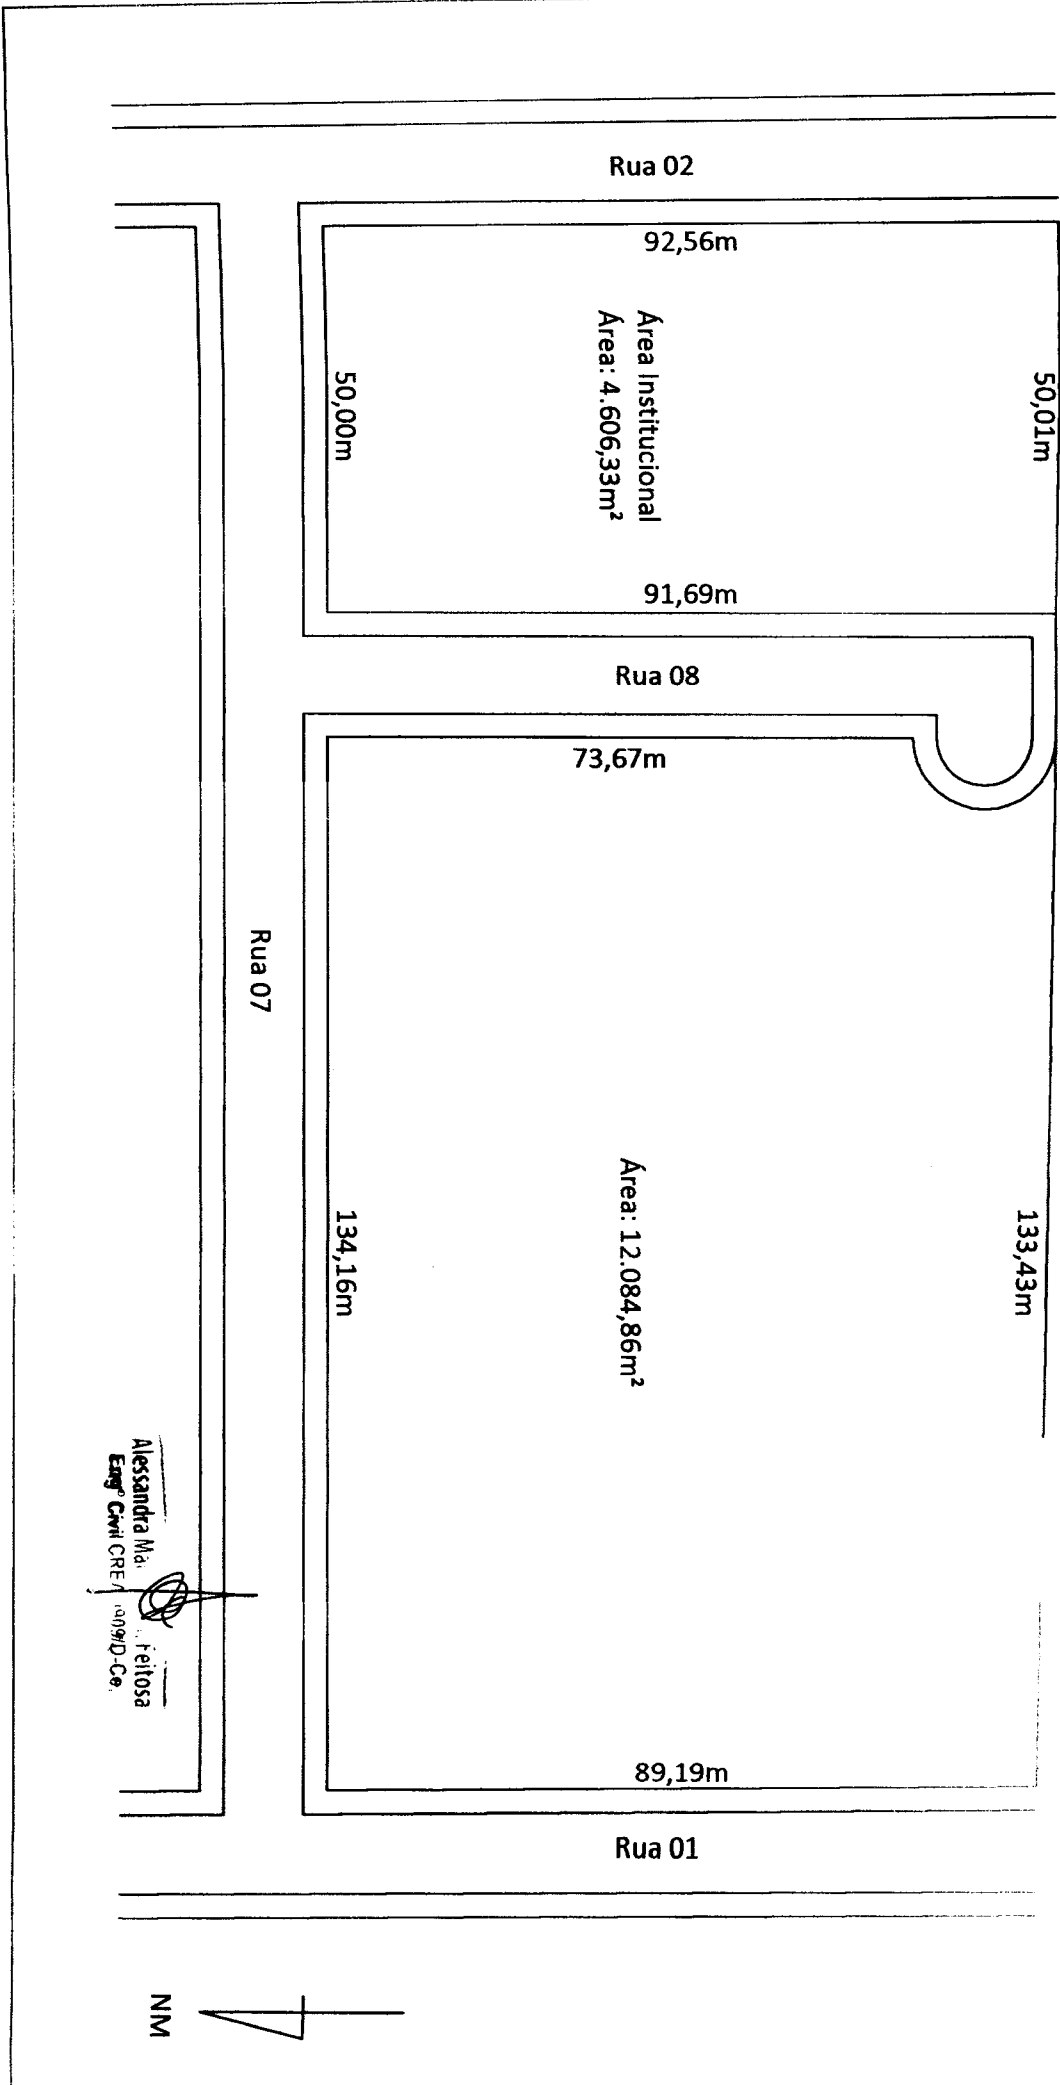 Rua 02
92,56m
50,01m
Área Institucional
Área: 4.606,33m²
50,00m
91,69m
Rua 08
73,67m
Rua 07
Área: 12.084,86m²
133,43m
134,16m
89,19m
Rua 01
Alessandra Feitosa
Engº Civil
NM